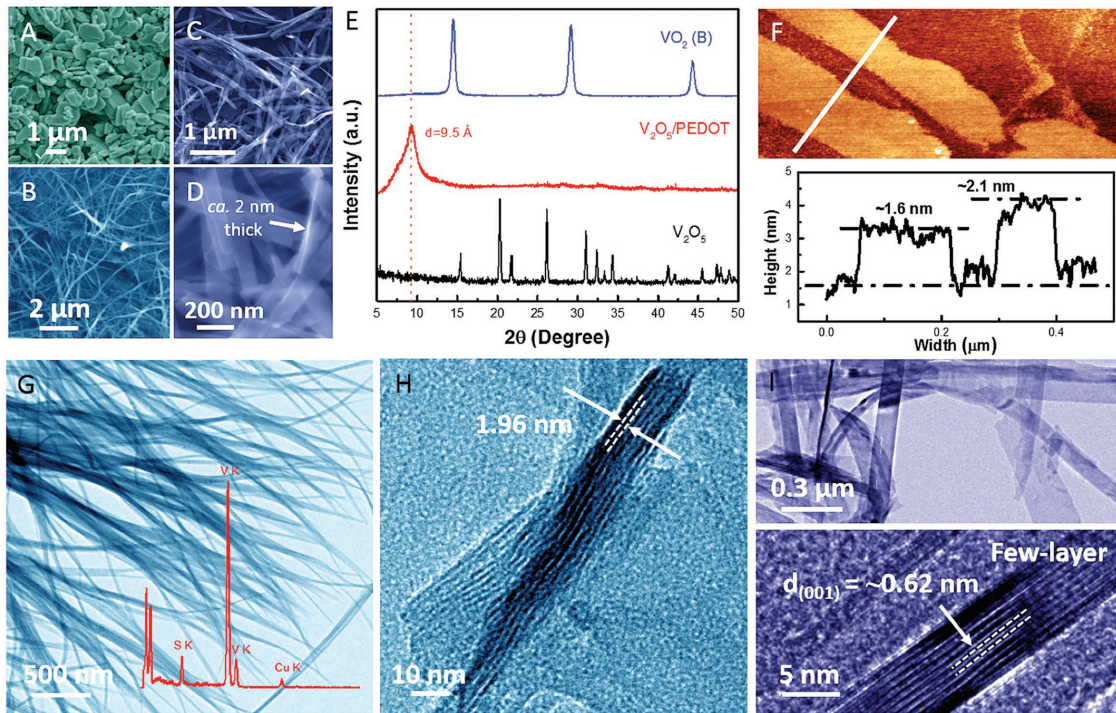 A
1 μm
C
1 μm
B
2 μm
D
ca. 2 nm
thick
200 nm
E
Intensity (a.u.)
VO₂ (B)
d=9.5 Å
V₂O₅/PEDOT
V₂O₅
5 10 15 20 25 30 35 40 45 50
2θ (Degree)
F
Height (nm)
5
4
3
2
1
~1.6 nm
~2.1 nm
0.0 0.2 0.4
Width (μm)
G
V K
S K
V K
Cu K
500 nm
H
1.96 nm
10 nm
I
0.3 μm
Few-layer
d(001) = ~0.62 nm
5 nm